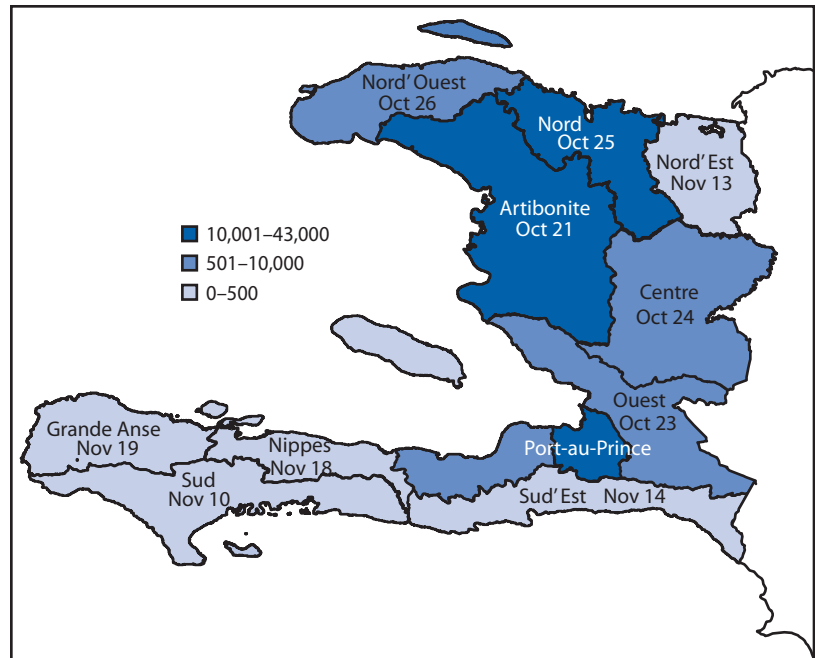 Nord' Ouest
Oct 26
Nord
Oct 25
Nord' Est
Nov 13
Artibonite
Oct 21
10,001–43,000
501–10,000
0–500
Centre
Oct 24
Ouest
Oct 23
Grande Anse
Nov 19
Nippes
Nov 18
Port-au-Prince
Sud
Nov 10
Sud' Est Nov 14